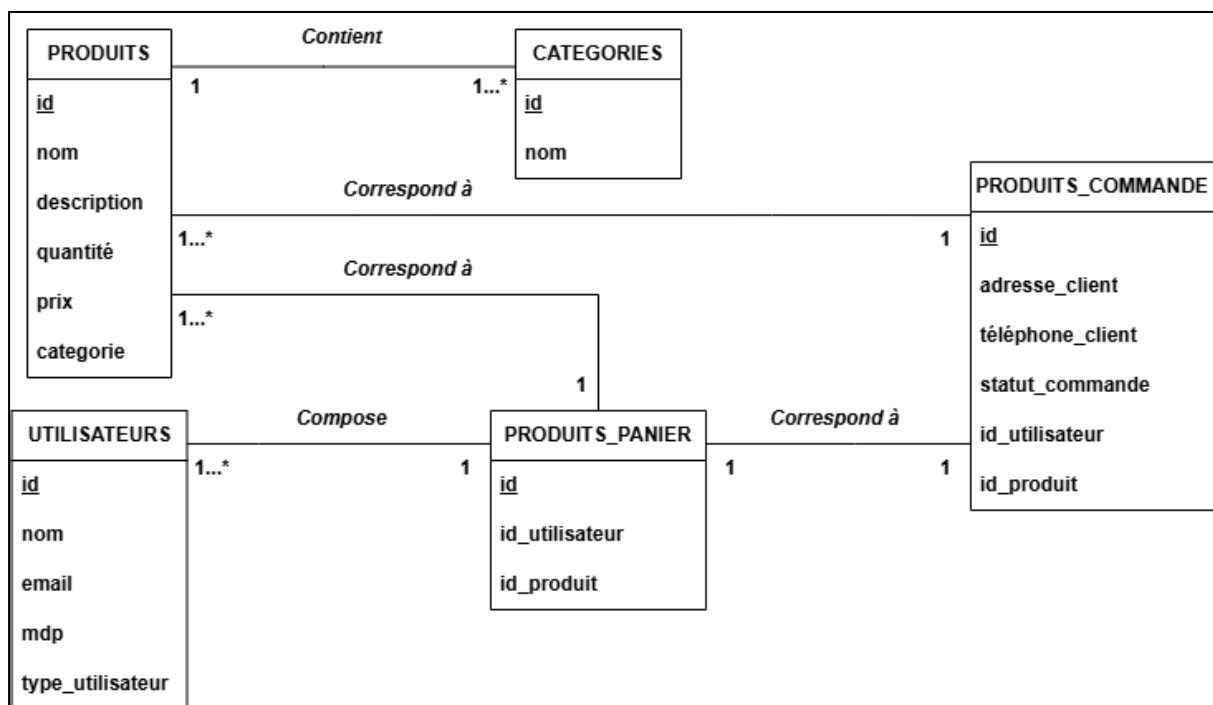 Contient
PRODUITS
1
1...*
id
nom
description
quantité
prix
categorie
CATEGORIES
id
nom
Correspond à
1...*
1
PRODUITS_COMMANDE
id
adresse_client
téléphone_client
statut_commande
id_utilisateur
id_produit
Correspond à
1...*
1
UTILISATEURS
id
nom
email
mdp
type_utilisateur
Compose
1...*
1
PRODUITS_PANIER
id
id_utilisateur
id_produit
Correspond à
1
1